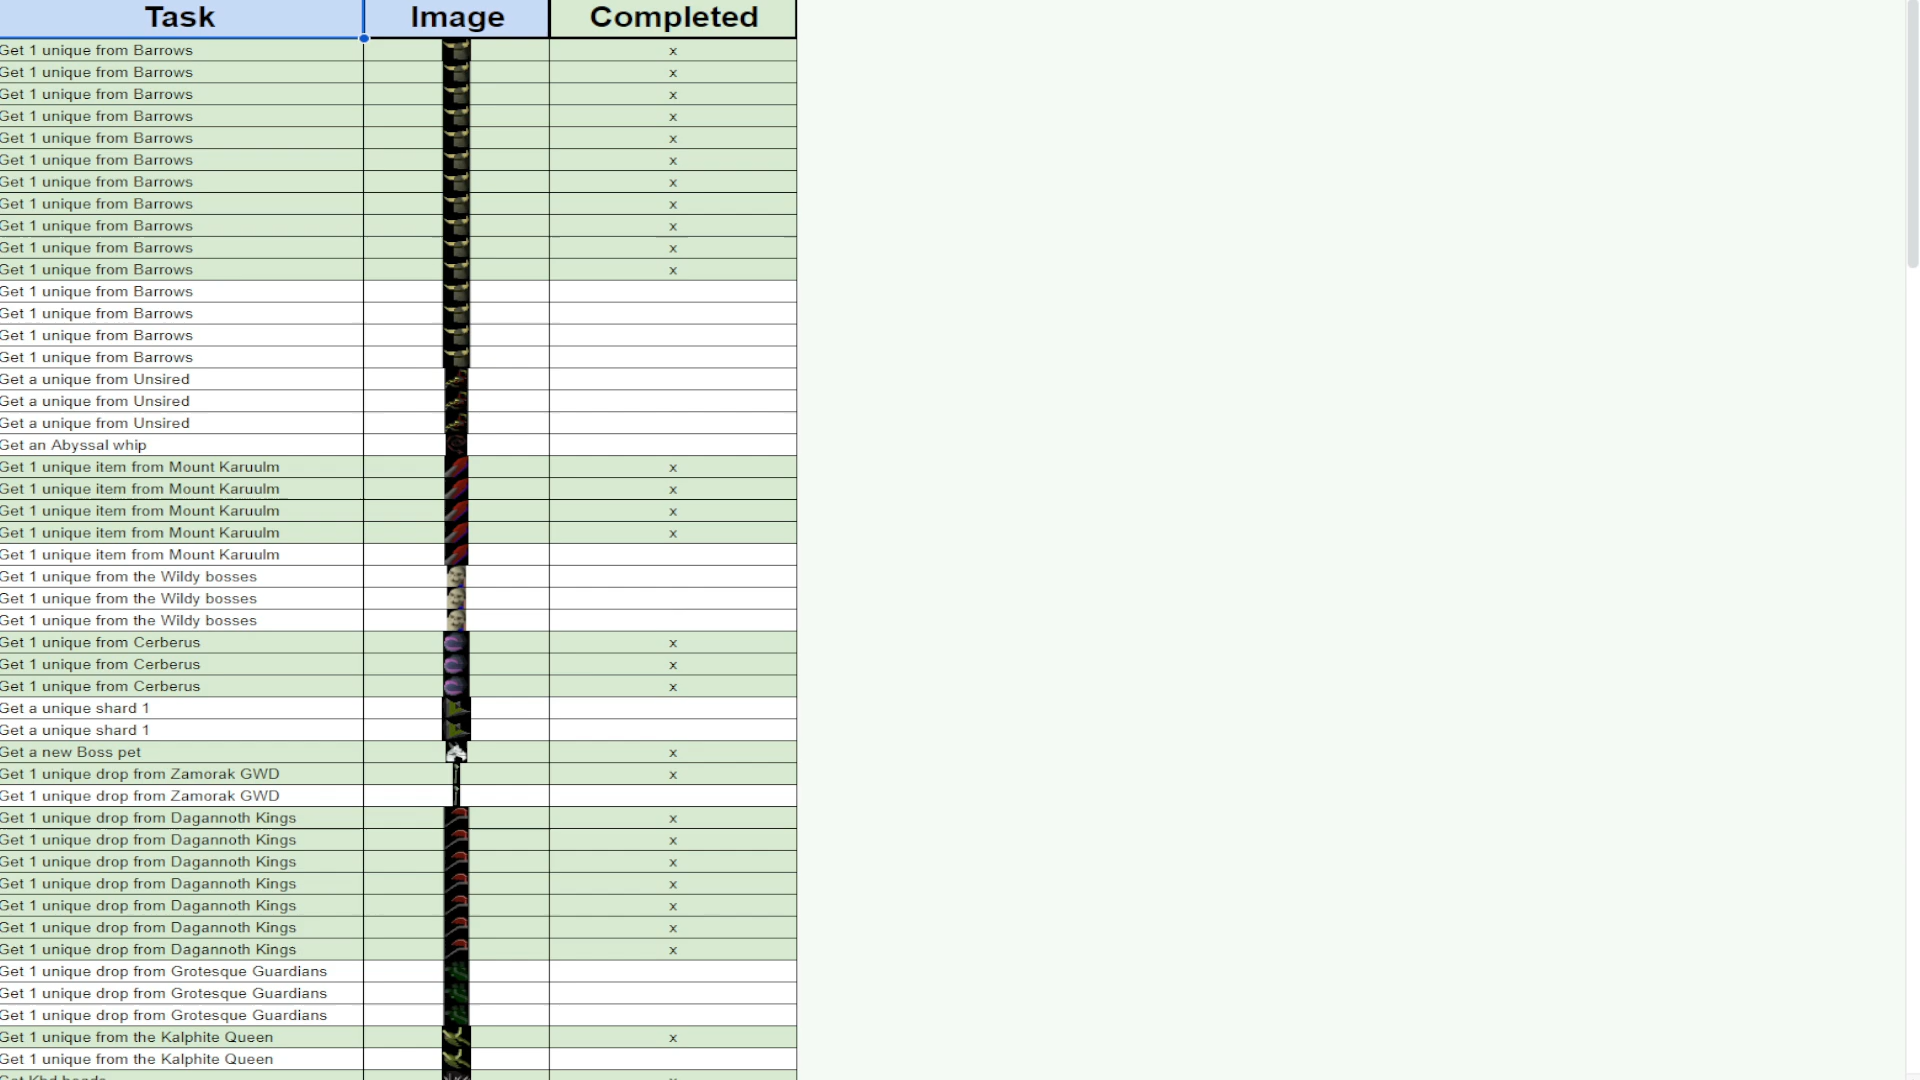 Task Image Completed
Get 1 unique from Barrows x
Get 1 unique from Barrows x
Get 1 unique from Barrows x
Get 1 unique from Barrows x
Get 1 unique from Barrows x
Get 1 unique from Barrows x
Get 1 unique from Barrows x
Get 1 unique from Barrows x
Get 1 unique from Barrows x
Get 1 unique from Barrows x
Get 1 unique from Barrows x
Get 1 unique from Barrows
Get 1 unique from Barrows
Get 1 unique from Barrows
Get 1 unique from Barrows
Get a unique from Unsired
Get a unique from Unsired
Get a unique from Unsired
Get an Abyssal whip
Get 1 unique item from Mount Karuulm x
Get 1 unique item from Mount Karuulm x
Get 1 unique item from Mount Karuulm x
Get 1 unique item from Mount Karuulm x
Get 1 unique item from Mount Karuulm
Get 1 unique from the Wildy bosses
Get 1 unique from the Wildy bosses
Get 1 unique from the Wildy bosses
Get 1 unique from Cerberus x
Get 1 unique from Cerberus x
Get 1 unique from Cerberus x
Get a unique shard 1
Get a unique shard 1
Get a new Boss pet x
Get 1 unique drop from Zamorak GWD x
Get 1 unique drop from Zamorak GWD
Get 1 unique drop from Dagannoth Kings x
Get 1 unique drop from Dagannoth Kings x
Get 1 unique drop from Dagannoth Kings x
Get 1 unique drop from Dagannoth Kings x
Get 1 unique drop from Dagannoth Kings x
Get 1 unique drop from Dagannoth Kings x
Get 1 unique drop from Dagannoth Kings x
Get 1 unique drop from Grotesque Guardians
Get 1 unique drop from Grotesque Guardians
Get 1 unique drop from Grotesque Guardians
Get 1 unique from the Kalphite Queen x
Get 1 unique from the Kalphite Queen